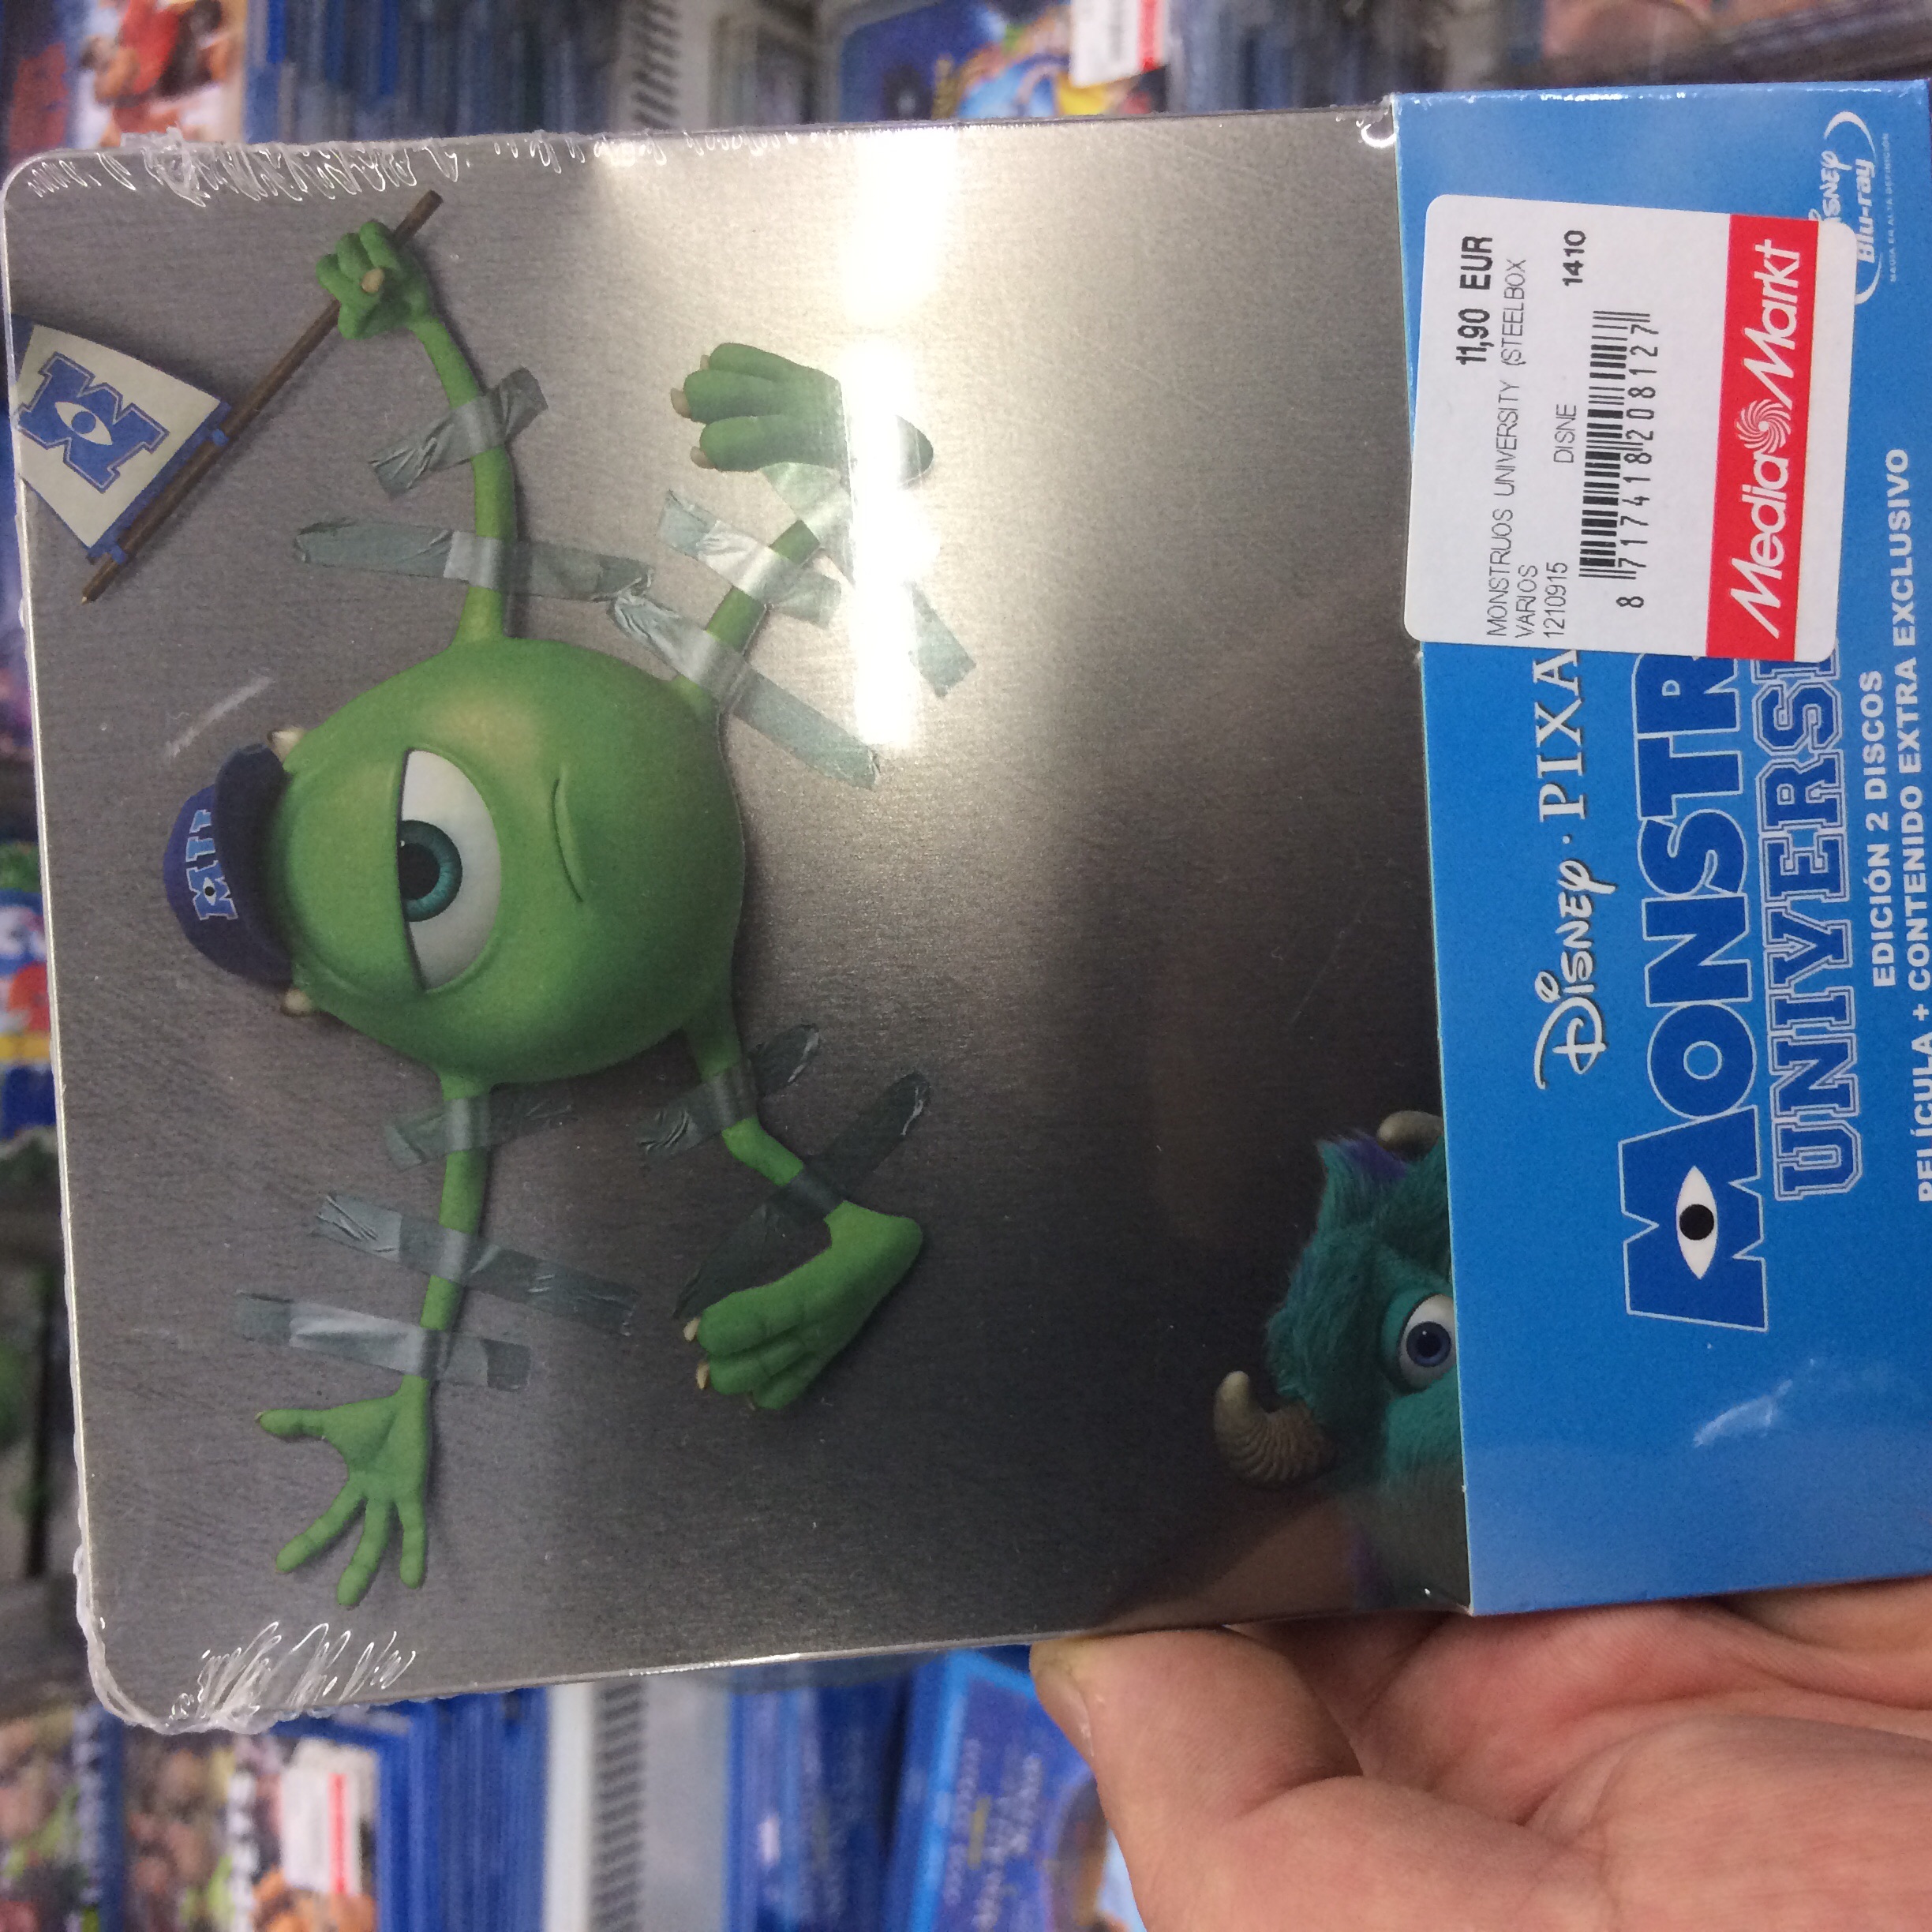 11,90 EUR
MONSTRUOS UNIVERSITY (STEELBOX
VARIOS DISNE 1410
1210915
8 717418 208127
MediaMarkt
Blu-ray
DISNEY · PIXA
MONSTR
UNIVERSI
EDICIÓN 2 DISCOS
PELÍCULA + CONTENIDO EXTRA EXCLUSIVO
M
MU